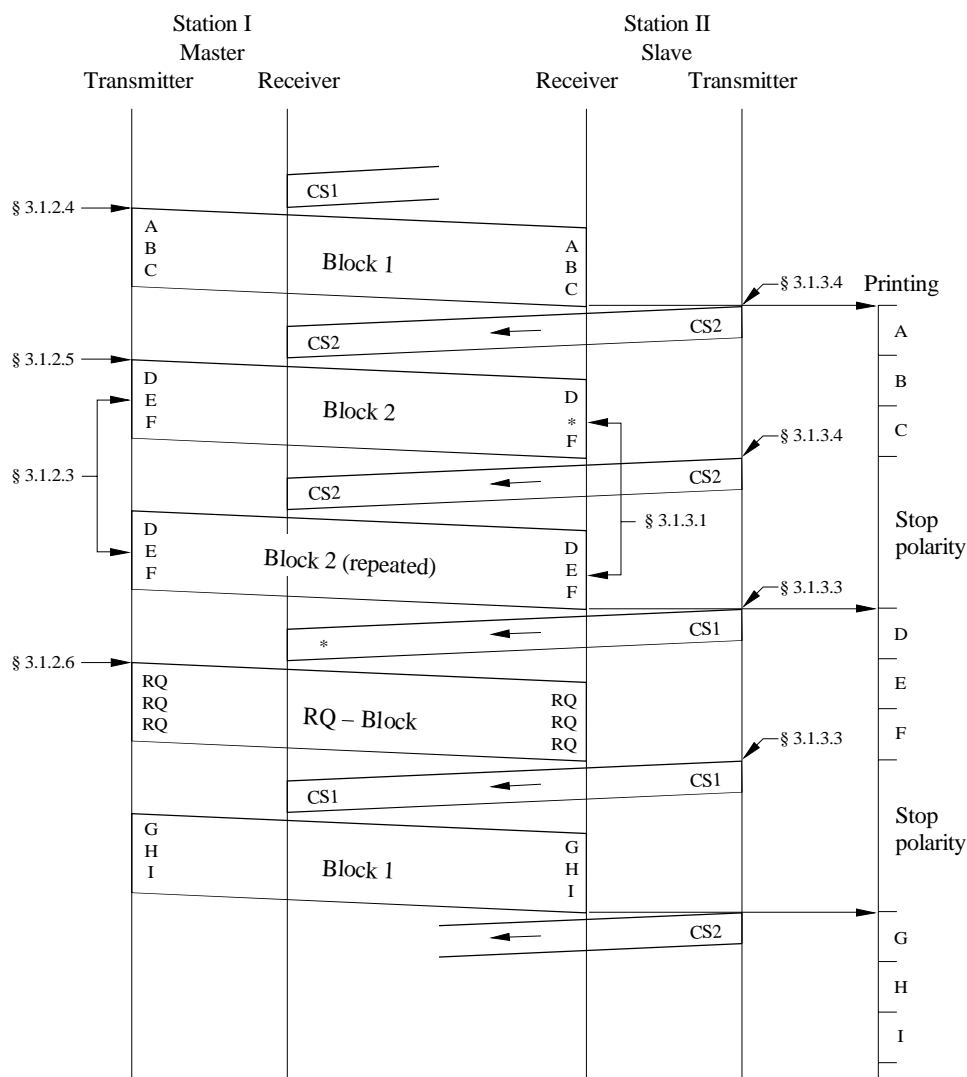 Station I
Master
Station II
Slave
Transmitter
Receiver
Receiver
Transmitter
CS1
§ 3.1.2.4
A
B
C
Block 1
A
B
C
§ 3.1.3.4
Printing
CS2
CS2
A
§ 3.1.2.5
B
D
E
F
Block 2
D
*
F
C
§ 3.1.3.4
§ 3.1.2.3
CS2
CS2
§ 3.1.3.1
Stop
polarity
D
E
F
Block 2 (repeated)
D
E
F
§ 3.1.3.3
*
CS1
D
§ 3.1.2.6
E
RQ
RQ
RQ
RQ – Block
RQ
RQ
RQ
F
§ 3.1.3.3
CS1
CS1
Stop
polarity
G
H
I
Block 1
G
H
I
CS2
G
H
I